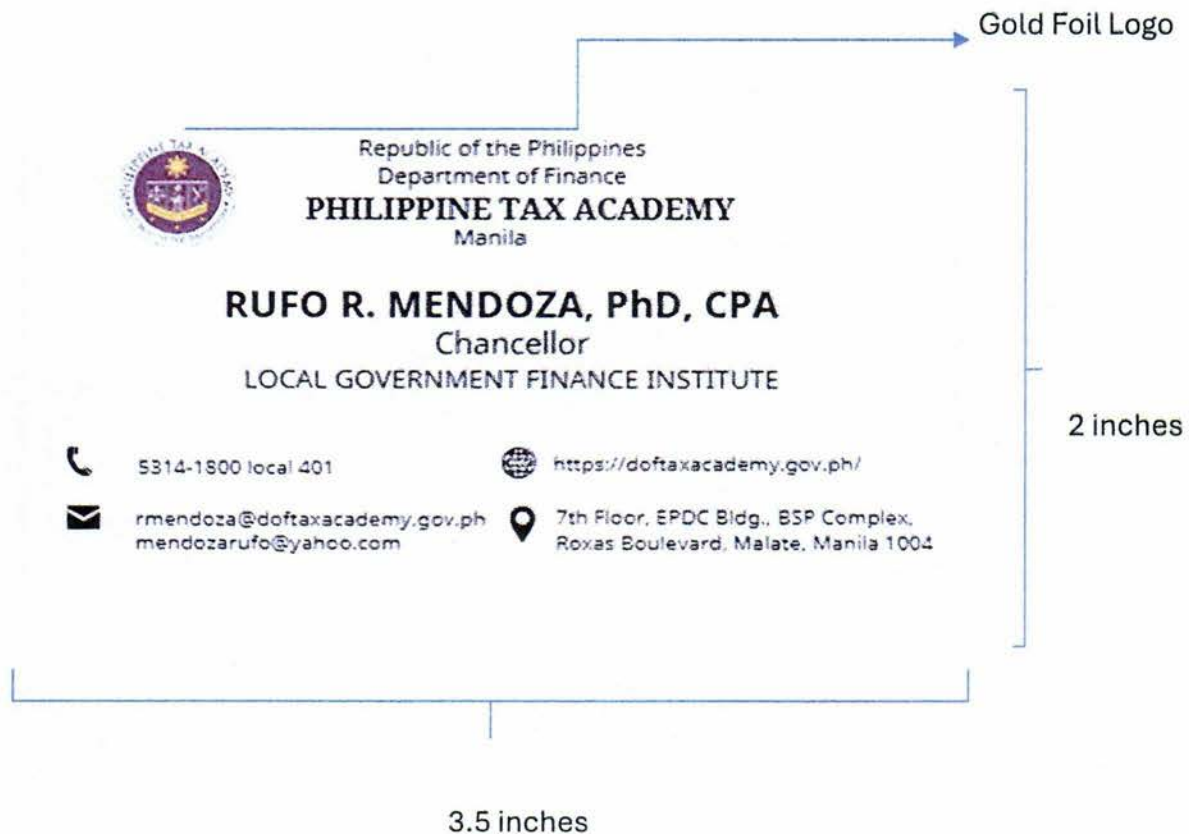 Gold Foil Logo
Republic of the Philippines
Department of Finance
PHILIPPINE TAX ACADEMY
Manila
RUFO R. MENDOZA, PhD, CPA
Chancellor
LOCAL GOVERNMENT FINANCE INSTITUTE
5314-1800 local 401
https://doftaxacademy.gov.ph/
rmendoza@doftaxacademy.gov.ph
mendozarufo@yahoo.com
7th Floor, EPDC Bldg., BSP Complex,
Roxas Boulevard, Malate, Manila 1004
2 inches
3.5 inches